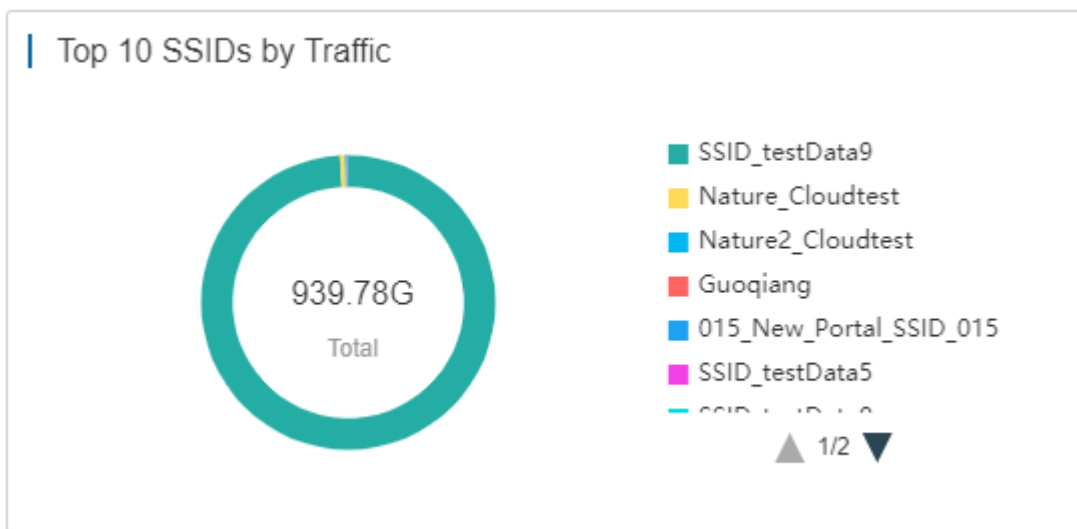 Top 10 SSIDs by Traffic
939.78G
Total
SSID_testData9
Nature_Cloudtest
Nature2_Cloudtest
Guoqiang
015_New_Portal_SSID_015
SSID_testData5
1/2